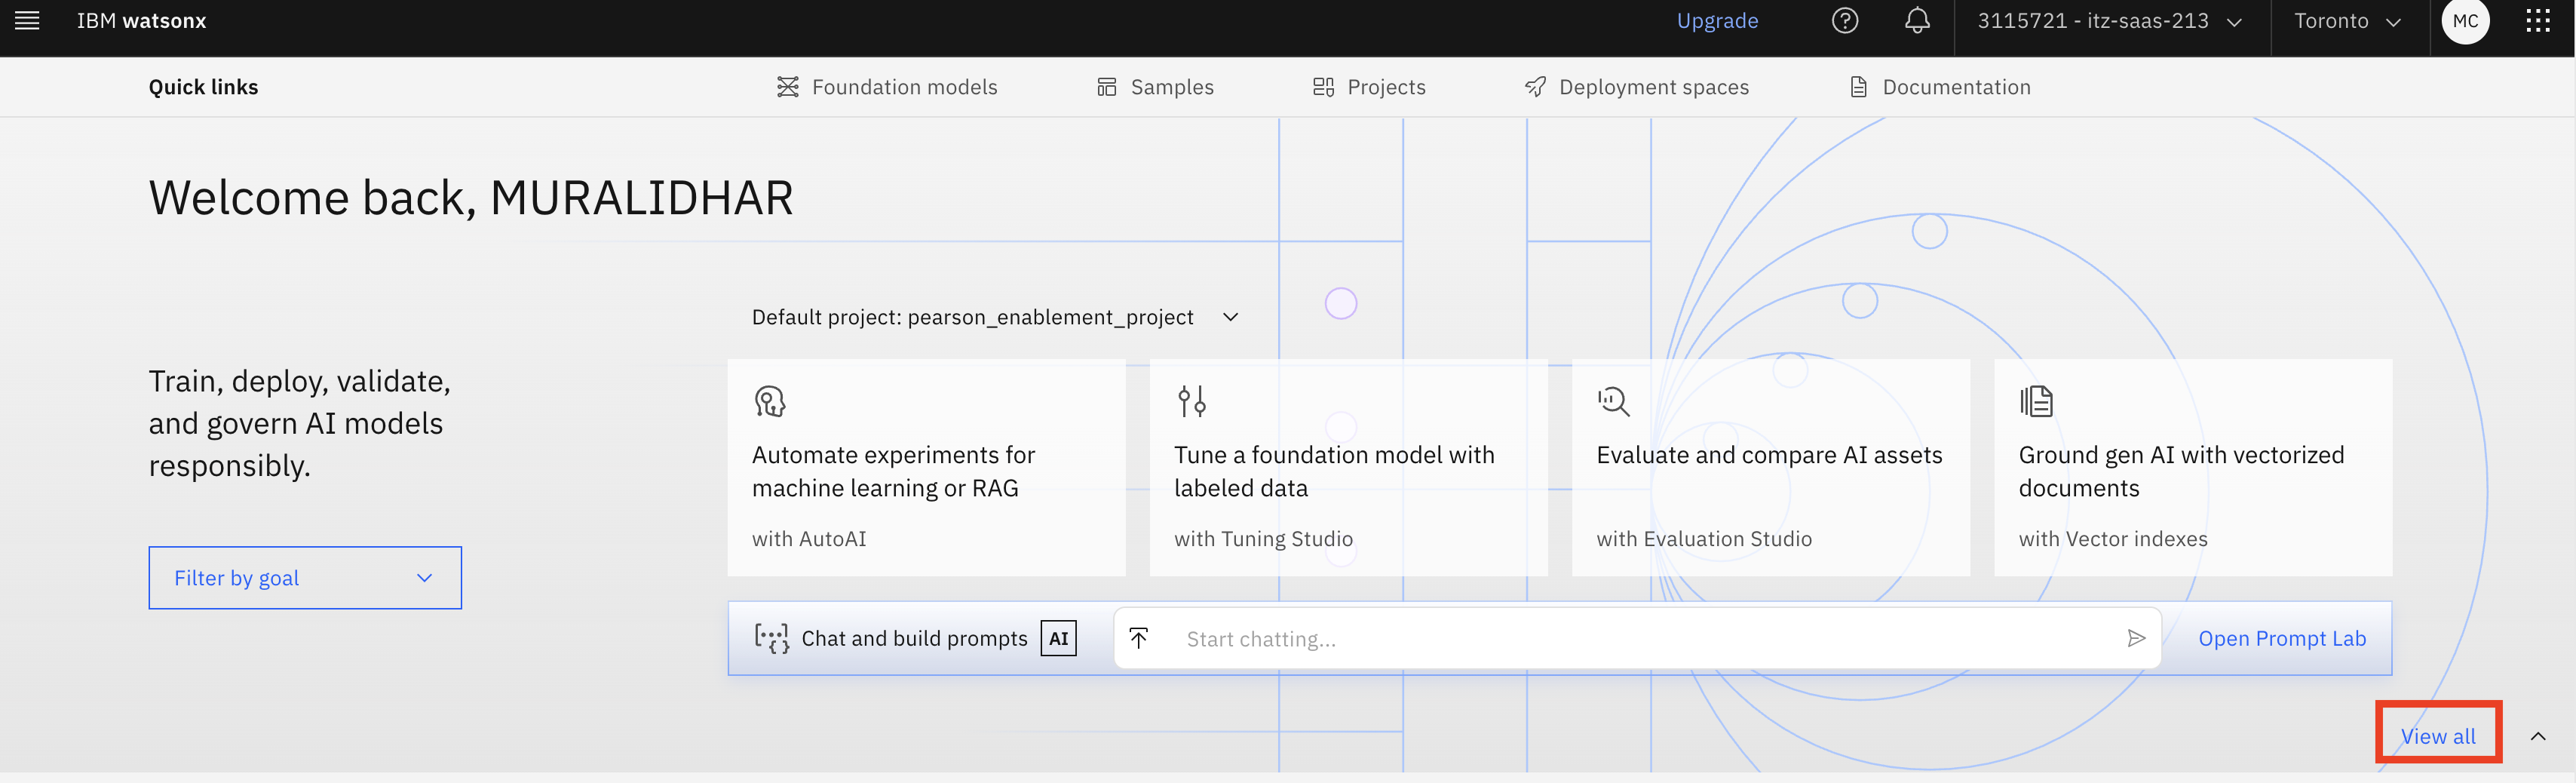 IBM watsonx
Upgrade
3115721 - itz-saas-213
Toronto
MC
Quick links
Foundation models
Samples
Projects
Deployment spaces
Documentation
Welcome back, MURALIDHAR
Train, deploy, validate,
and govern AI models
responsibly.
Filter by goal
Default project: pearson_enablement_project
Automate experiments for
machine learning or RAG
with AutoAI
Tune a foundation model with
labeled data
with Tuning Studio
Evaluate and compare AI assets
with Evaluation Studio
Ground gen AI with vectorized
documents
with Vector indexes
Chat and build prompts AI
Start chatting...
Open Prompt Lab
View all